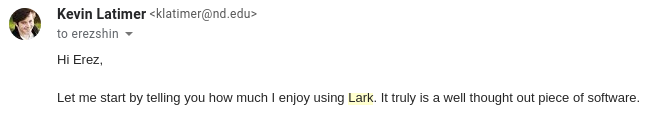 Kevin Latimer <klatimer@nd.edu>
to erezshin
Hi Erez,
Let me start by telling you how much I enjoy using Lark. It truly is a well thought out piece of software.